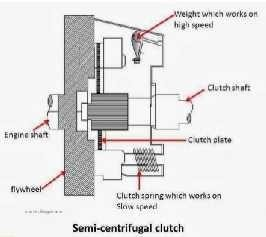 Weight which works on
high speed
Clutch shaft
Engine shaft
Clutch plate
flywheel
Clutch spring which works on
Slow speed
Semi-centrifugal clutch